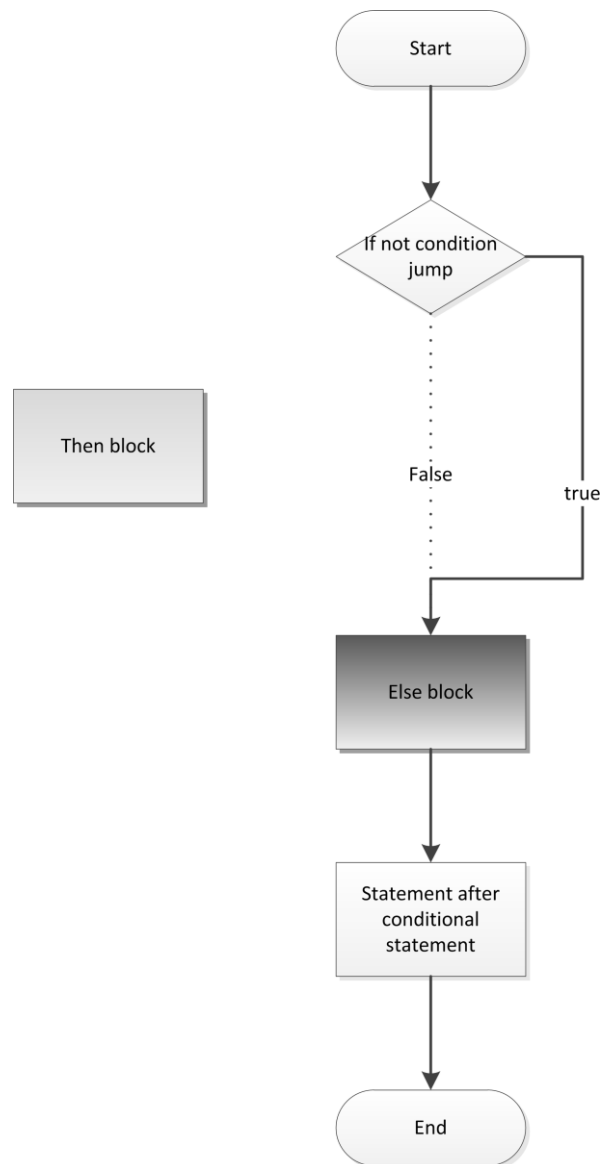 Start
If not condition
jump
Then block
False
true
Else block
Statement after
conditional
statement
End